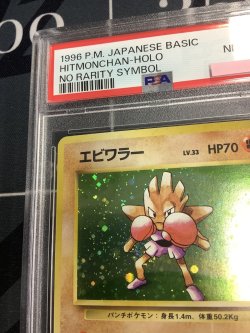 1996 P.M. JAPANESE BASIC
HITMONCHAN-HOLO
NO RARITY SYMBOL
PSA
エビワラー LV.33 HP70
パンチポケモン：身長1.4m、体重50.2Kg